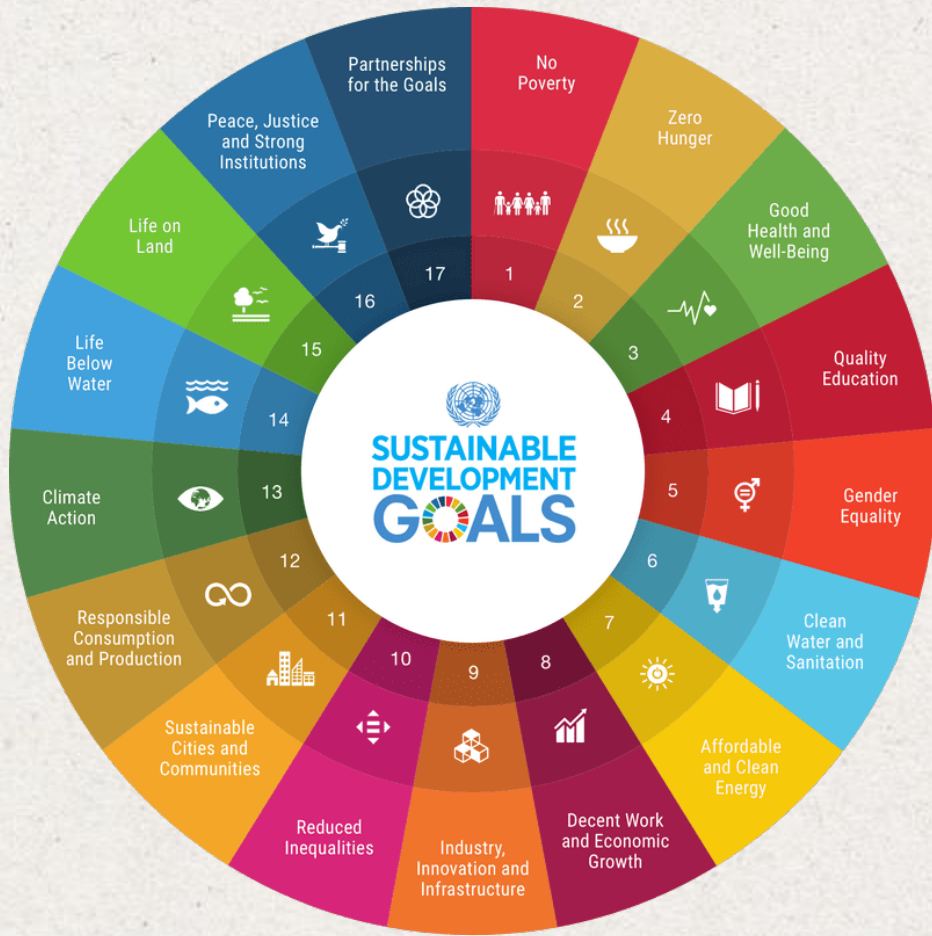 No
Poverty
1
Zero
Hunger
2
Good
Health and
Well-Being
3
Quality
Education
4
Gender
Equality
5
Clean
Water and
Sanitation
6
Affordable
and Clean
Energy
7
Decent Work
and Economic
Growth
8
Industry,
Innovation and
Infrastructure
9
Reduced
Inequalities
10
Sustainable
Cities and
Communities
11
Responsible
Consumption
and Production
12
Climate
Action
13
Life
Below
Water
14
Life on
Land
15
Peace, Justice
and Strong
Institutions
16
Partnerships
for the Goals
17
SUSTAINABLE
DEVELOPMENT
GOALS